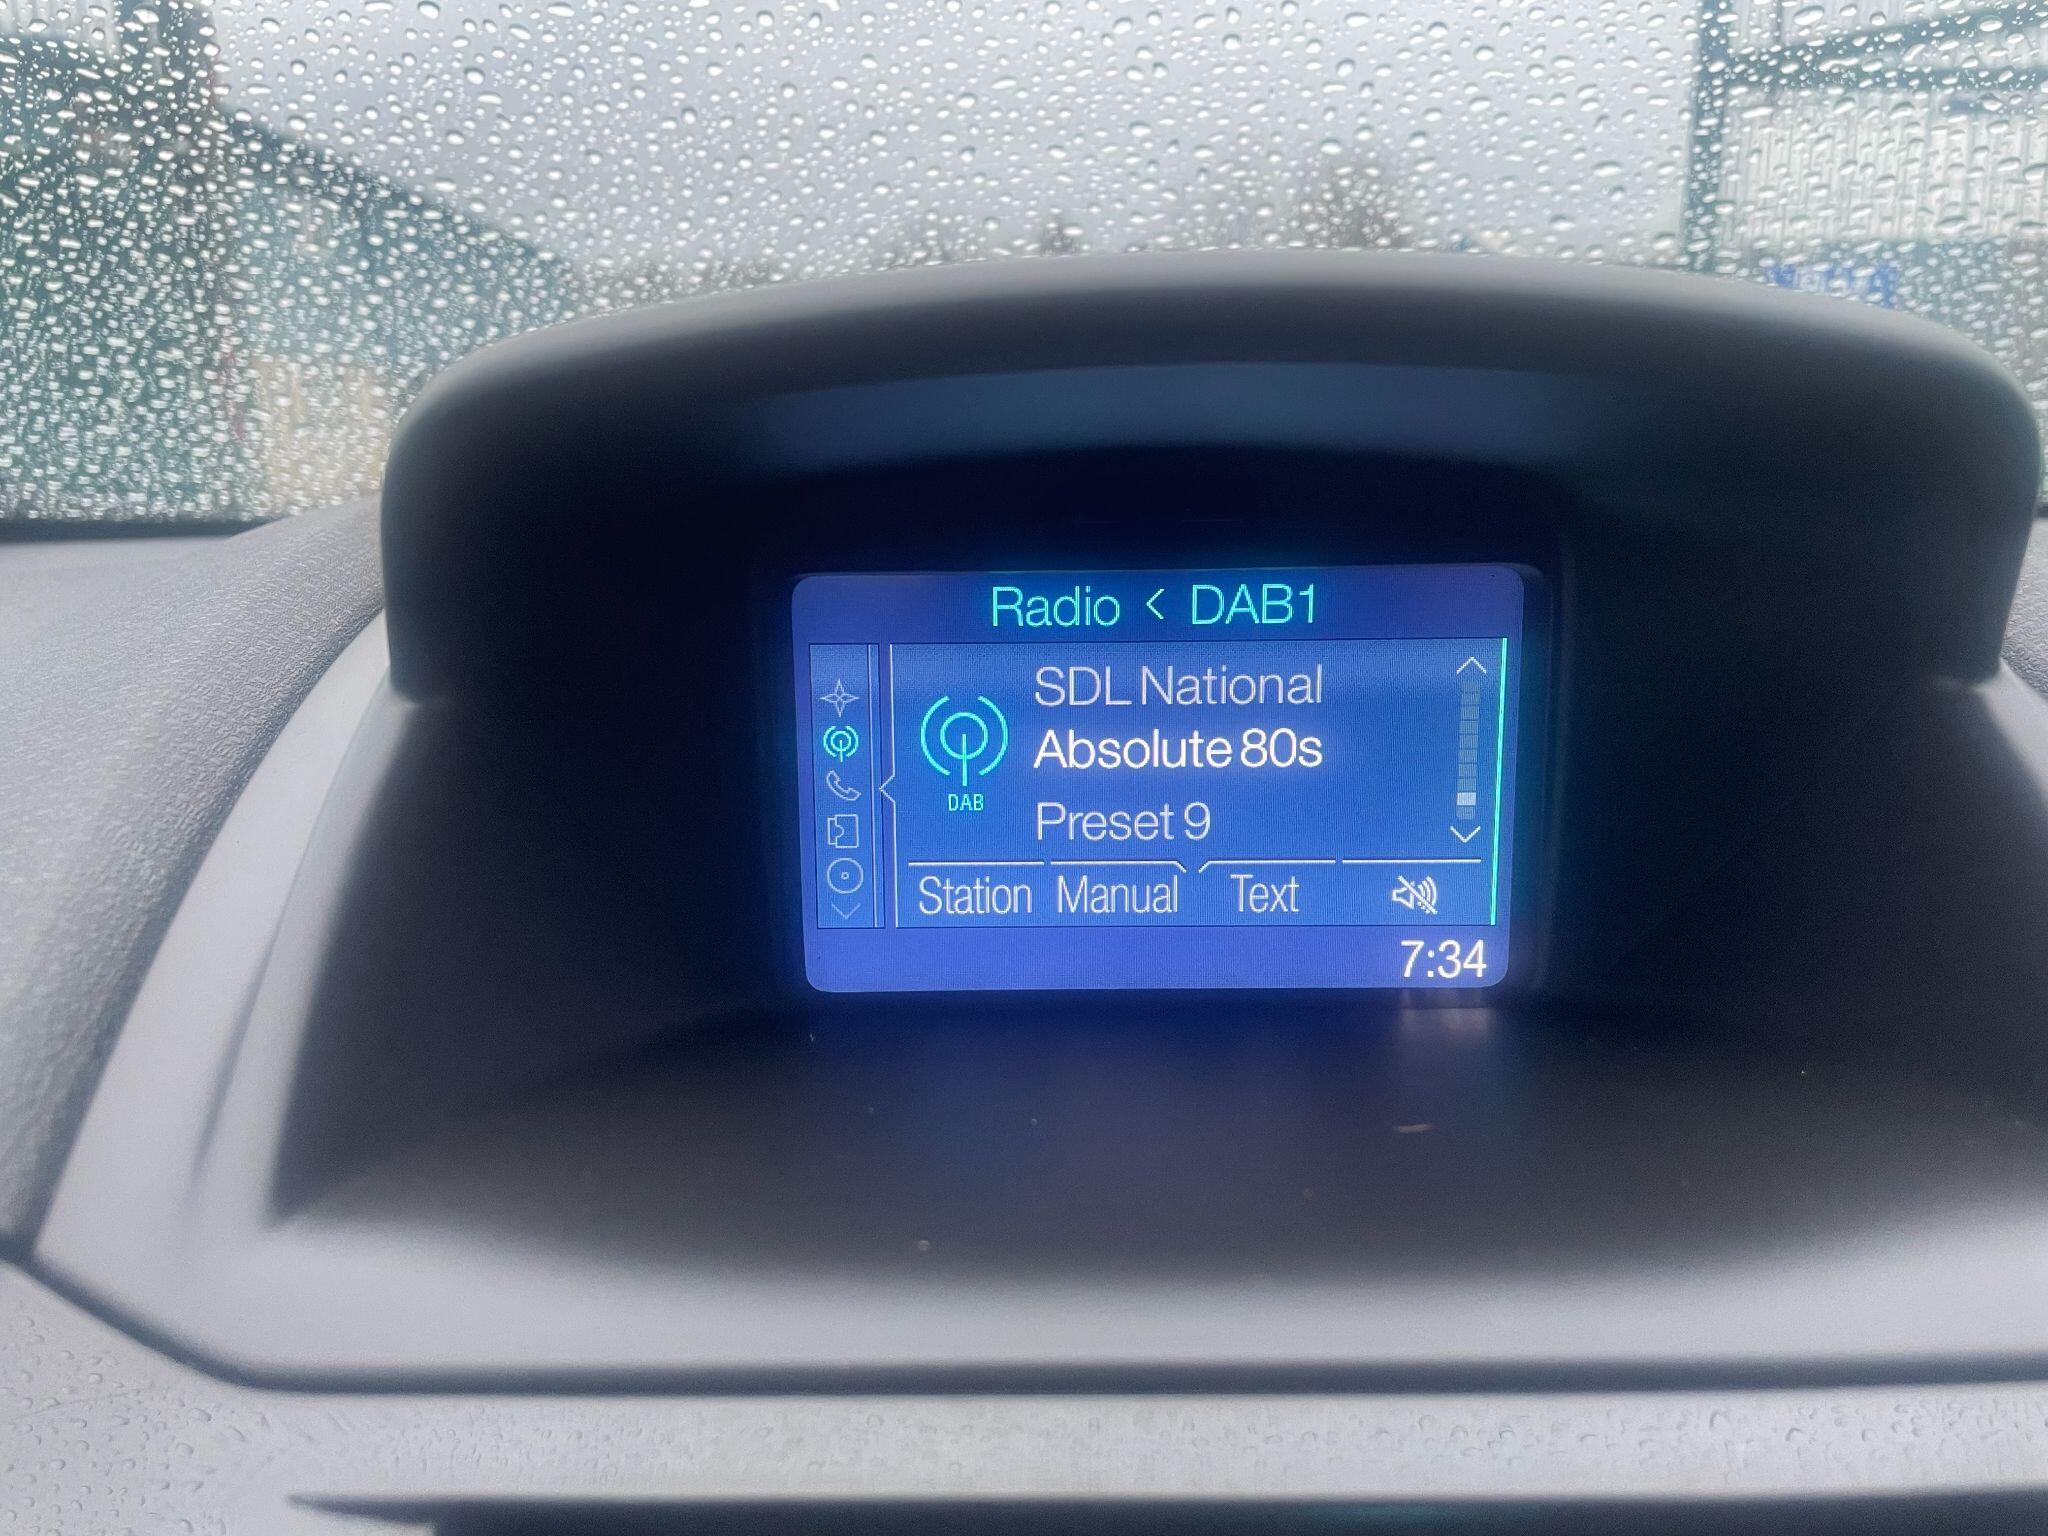 Radio < DAB1
SDL National
Absolute 80s
DAB
Preset 9
Station Manual Text
7:34